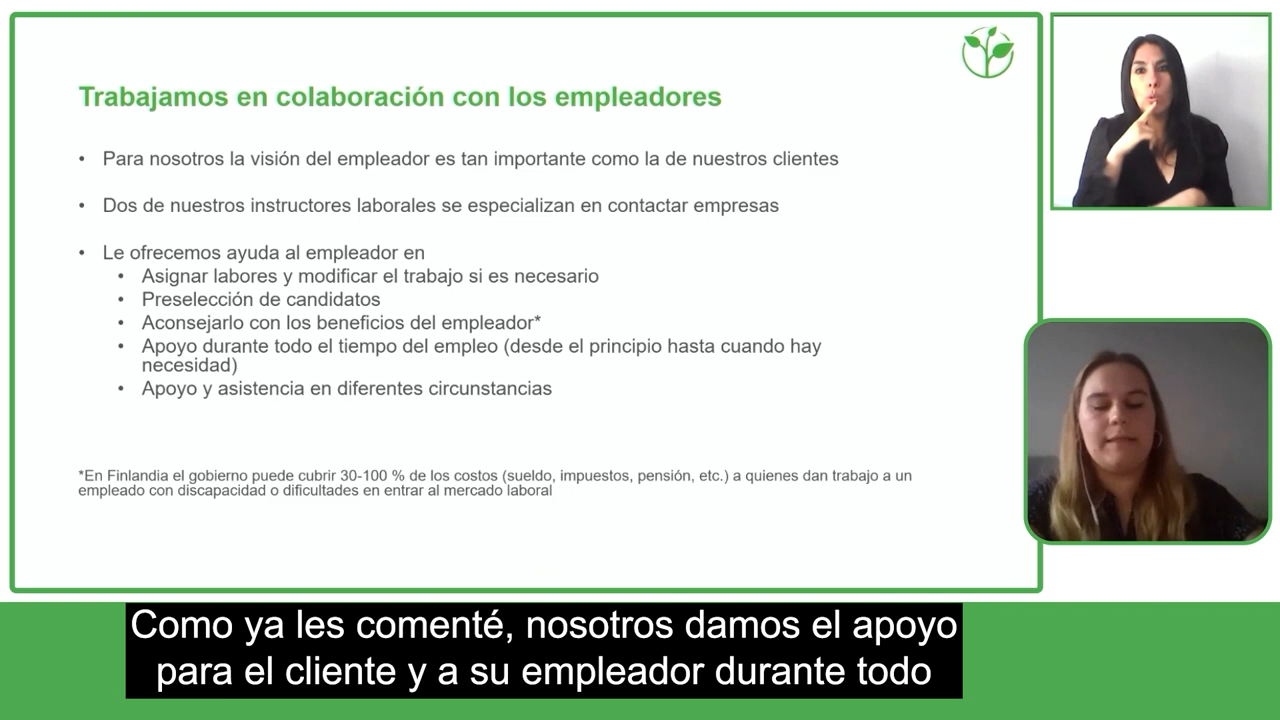 Trabajamos en colaboración con los empleadores
• Para nosotros la visión del empleador es tan importante como la de nuestros clientes
• Dos de nuestros instructores laborales se especializan en contactar empresas
• Le ofrecemos ayuda al empleador en
• Asignar labores y modificar el trabajo si es necesario
• Preselección de candidatos
• Aconsejarlo con los beneficios del empleador*
• Apoyo durante todo el tiempo del empleo (desde el principio hasta cuando hay
necesidad)
• Apoyo y asistencia en diferentes circunstancias
*En Finlandia el gobierno puede cubrir 30-100 % de los costos (sueldo, impuestos, pensión, etc.) a quienes dan trabajo a un
empleado con discapacidad o dificultades en entrar al mercado laboral
Como ya les comenté, nosotros damos el apoyo
para el cliente y a su empleador durante todo